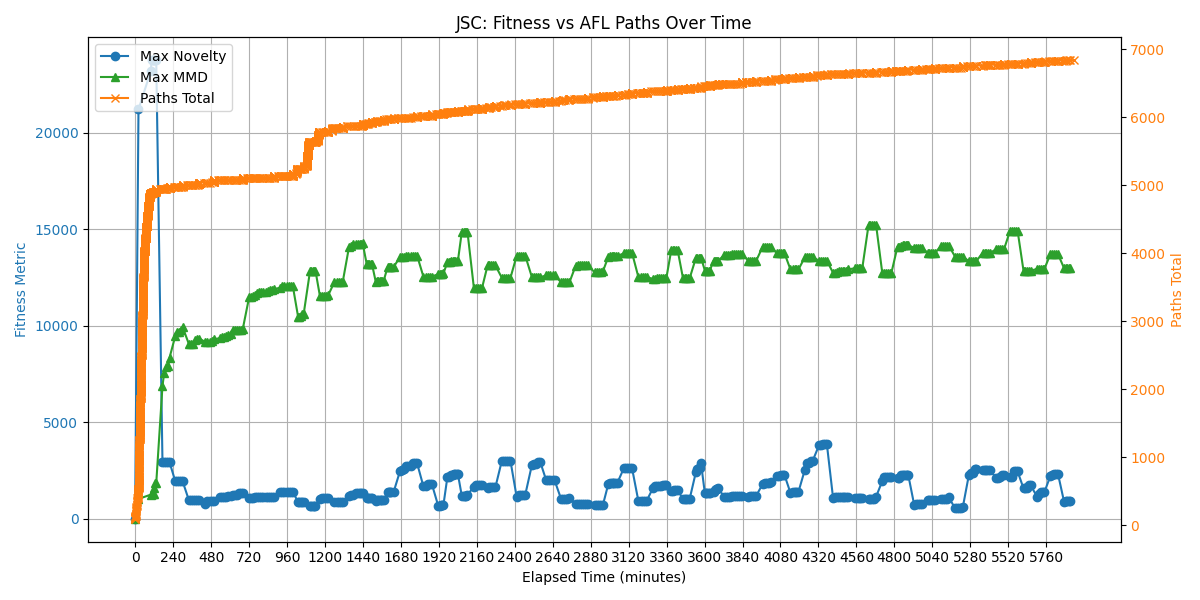 JSC: Fitness vs AFL Paths Over Time
Max Novelty
Max MMD
Paths Total
Fitness Metric
20000
15000
10000
5000
0
7000
6000
5000
4000
3000
2000
1000
0
Paths Total
0 240 480 720 960 1200 1440 1680 1920 2160 2400 2640 2880 3120 3360 3600 3840 4080 4320 4560 4800 5040 5280 5520 5760
Elapsed Time (minutes)